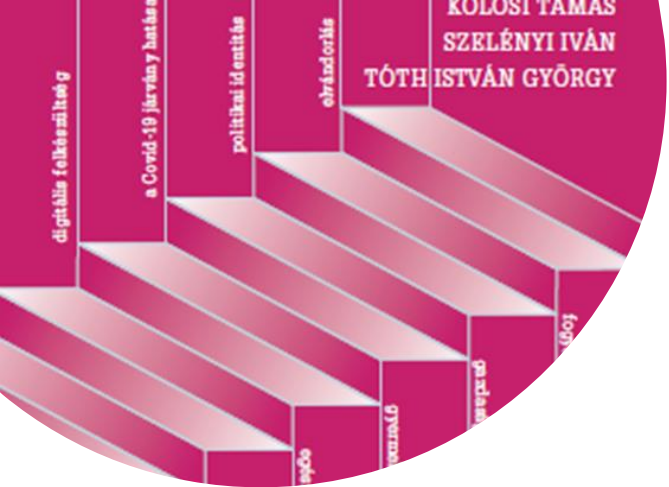 KOLOSI TAMÁS
SZELÉNYI IVÁN
TÓTH ISTVÁN GYÖRGY
digitális felkészültség
a Covid-19 járvány hatása
politikai identitás
elvándorlás